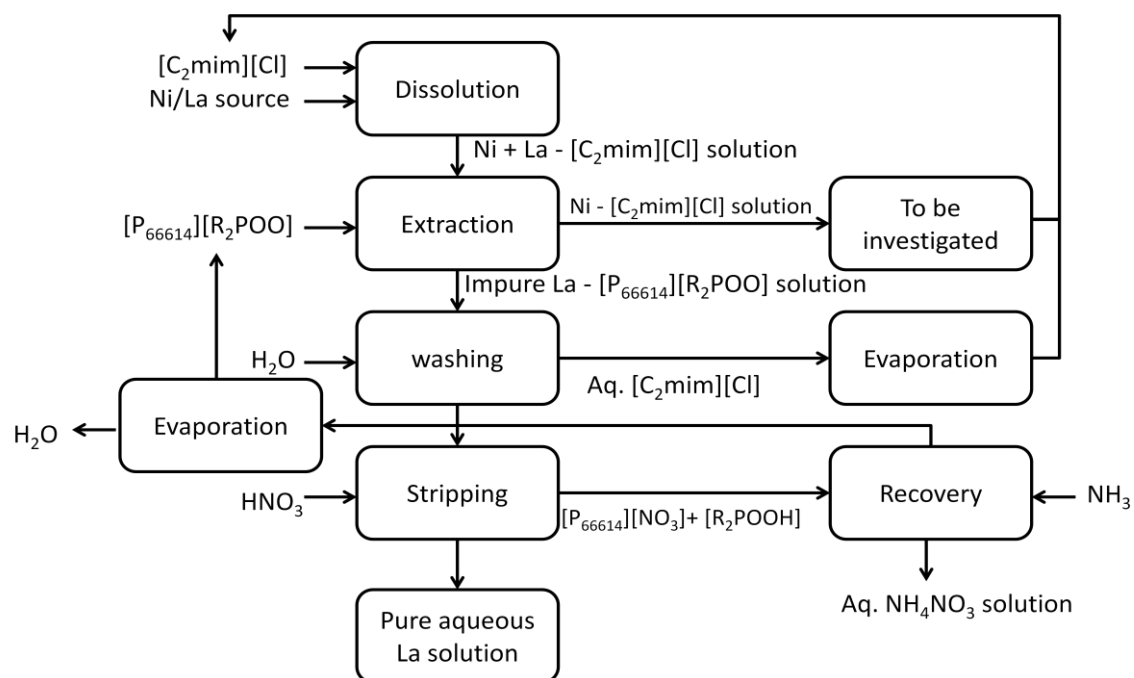 [C₂mim][Cl]
Ni/La source
Dissolution
Ni + La - [C₂mim][Cl] solution
[P₆₆₆₁₄][R₂POO]
Extraction
Ni - [C₂mim][Cl] solution
To be
investigated
Impure La - [P₆₆₆₁₄][R₂POO] solution
H₂O
washing
Aq. [C₂mim][Cl]
Evaporation
H₂O
Evaporation
HNO₃
Stripping
[P₆₆₆₁₄][NO₃]+ [R₂POOH]
Recovery
NH₃
Pure aqueous
La solution
Aq. NH₄NO₃ solution